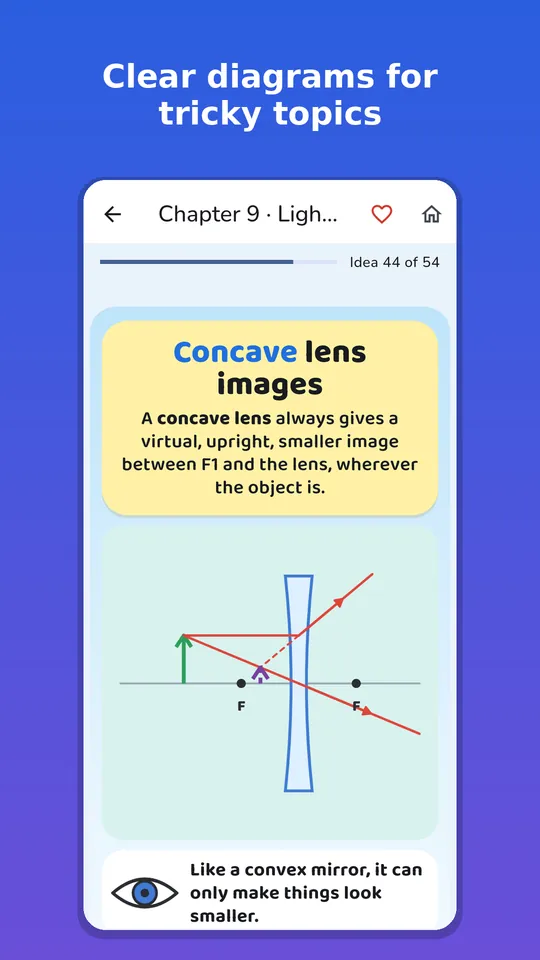 Clear diagrams for
tricky topics
Chapter 9 · Ligh...
Idea 44 of 54
Concave lens
images
A concave lens always gives a
virtual, upright, smaller image
between F1 and the lens, wherever
the object is.
F
F
Like a convex mirror, it can
only make things look
smaller.